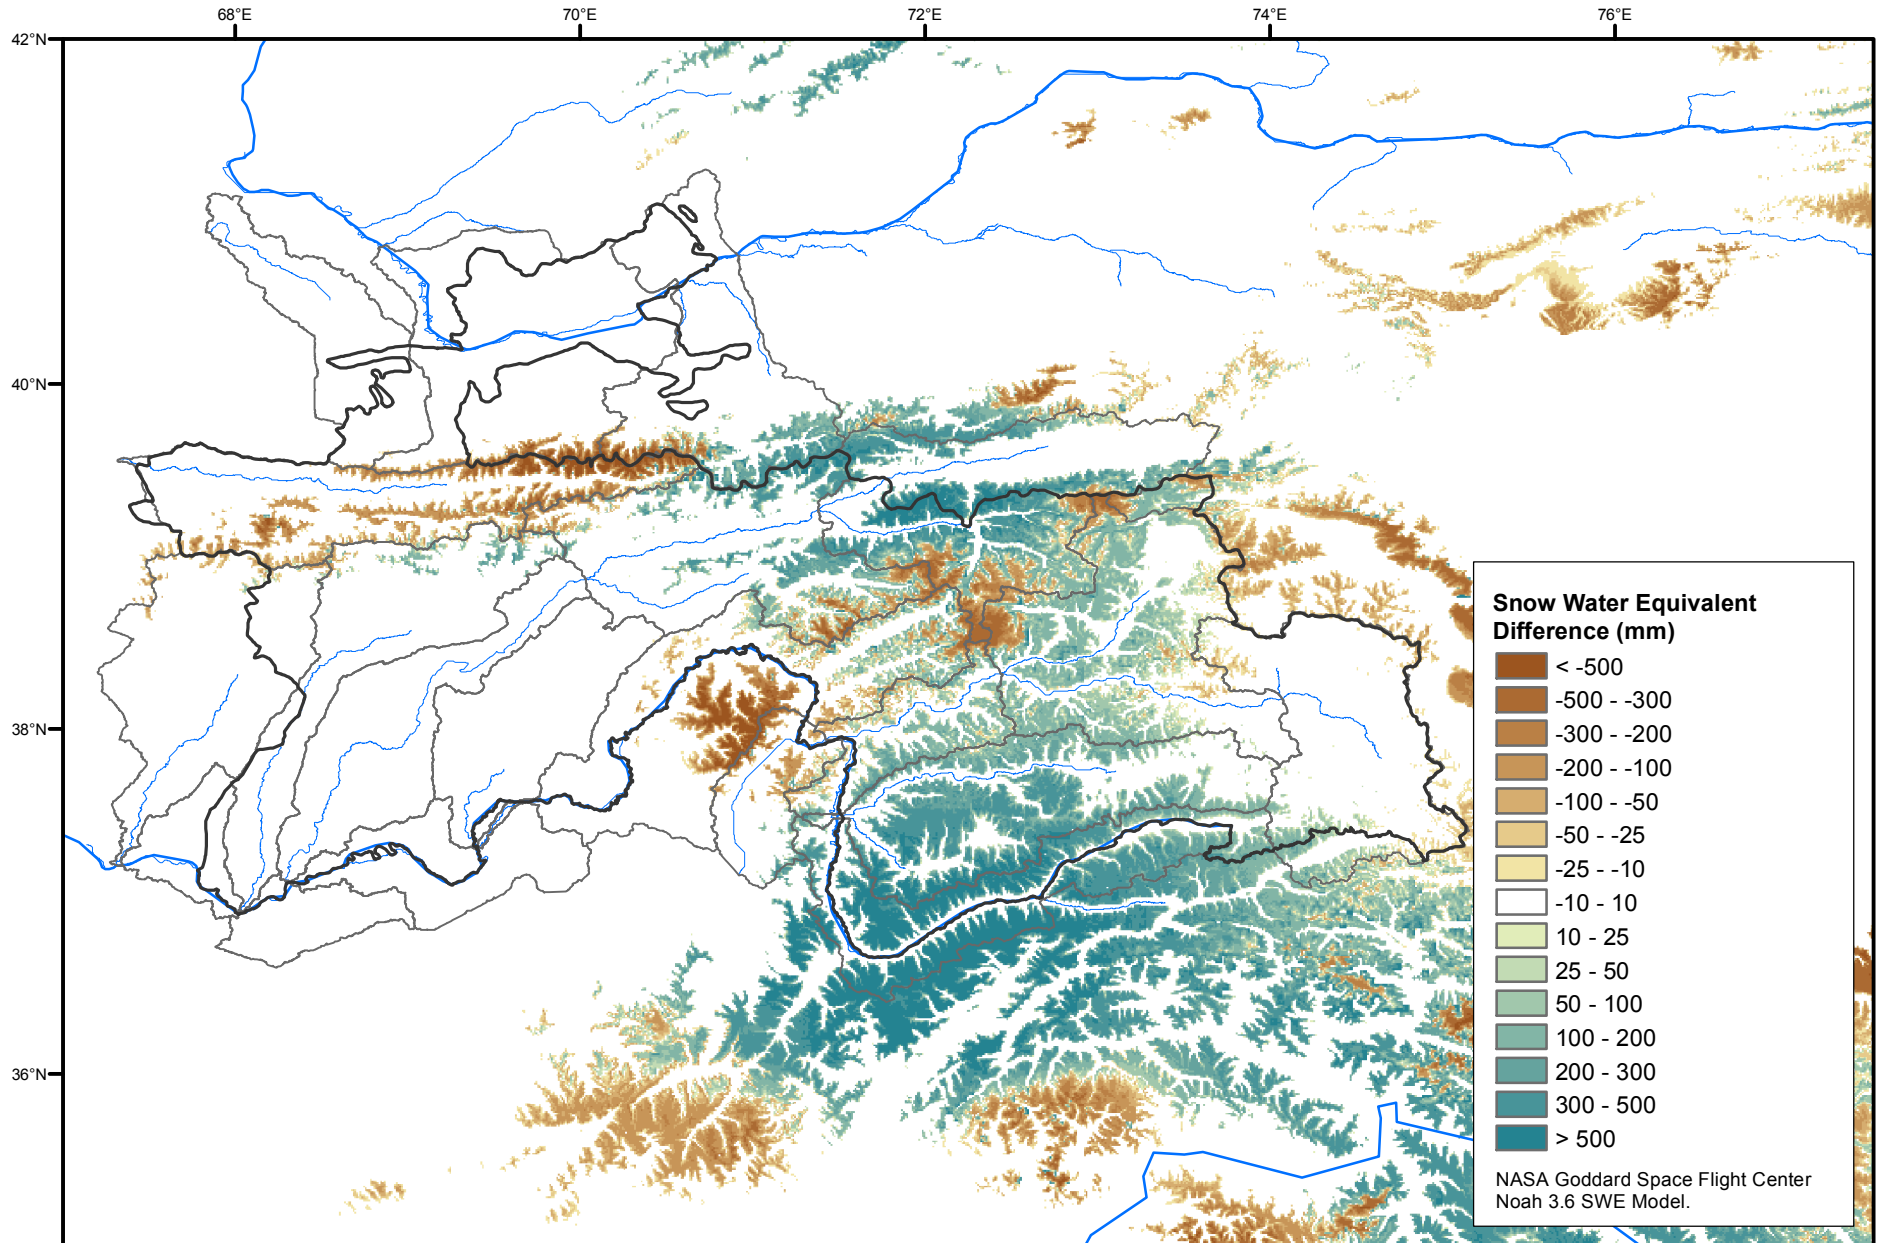 68°E 70°E 72°E 74°E 76°E
42°N
40°N
38°N
36°N
Snow Water Equivalent
Difference (mm)
< -500
-500 - -300
-300 - -200
-200 - -100
-100 - -50
-50 - -25
-25 - -10
-10 - 10
10 - 25
25 - 50
50 - 100
100 - 200
200 - 300
300 - 500
> 500
NASA Goddard Space Flight Center
Noah 3.6 SWE Model.